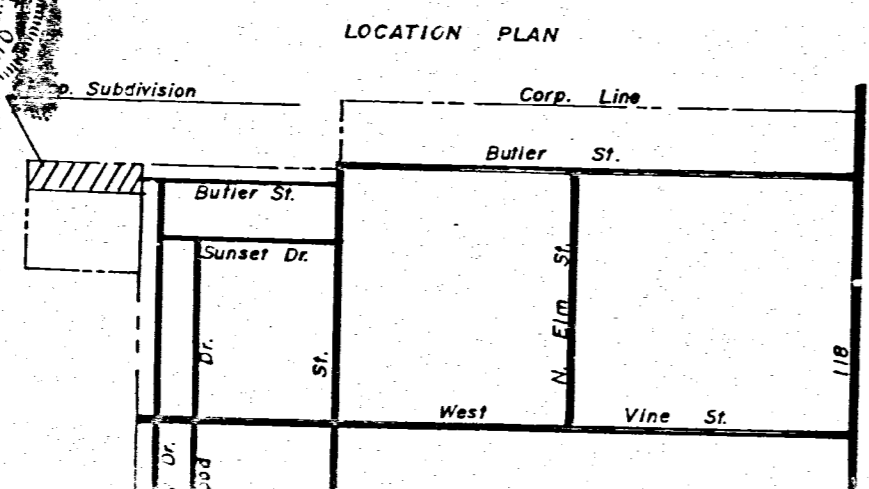 LOCATION PLAN
Subdivision
Corp. Line
Butler St.
Butler St.
Sunset Dr.
N. Elm St.
Dr.
St.
118
West Vine St.
Dr.